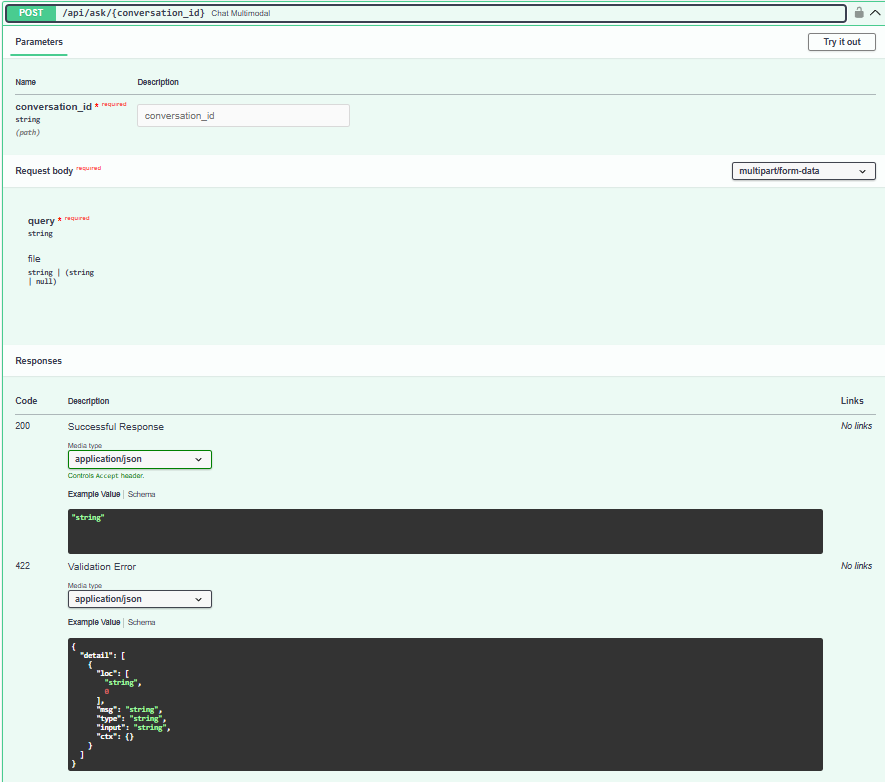 POST /api/ask/{conversation_id} Chat Multimodal
Parameters
Try it out
Name Description
conversation_id * required
string
(path)
conversation_id
Request body required
multipart/form-data
query * required
string
file
string | (string
| null)
Responses
Code Description Links
200 Successful Response No links
Media type
application/json
Controls Accept header.
Example Value | Schema
"string"
422 Validation Error No links
Media type
application/json
Example Value | Schema
{
"detail": [
{
"loc": [
"string",
0
],
"msg": "string",
"type": "string",
"input": "string",
"ctx": {}
}
]
}